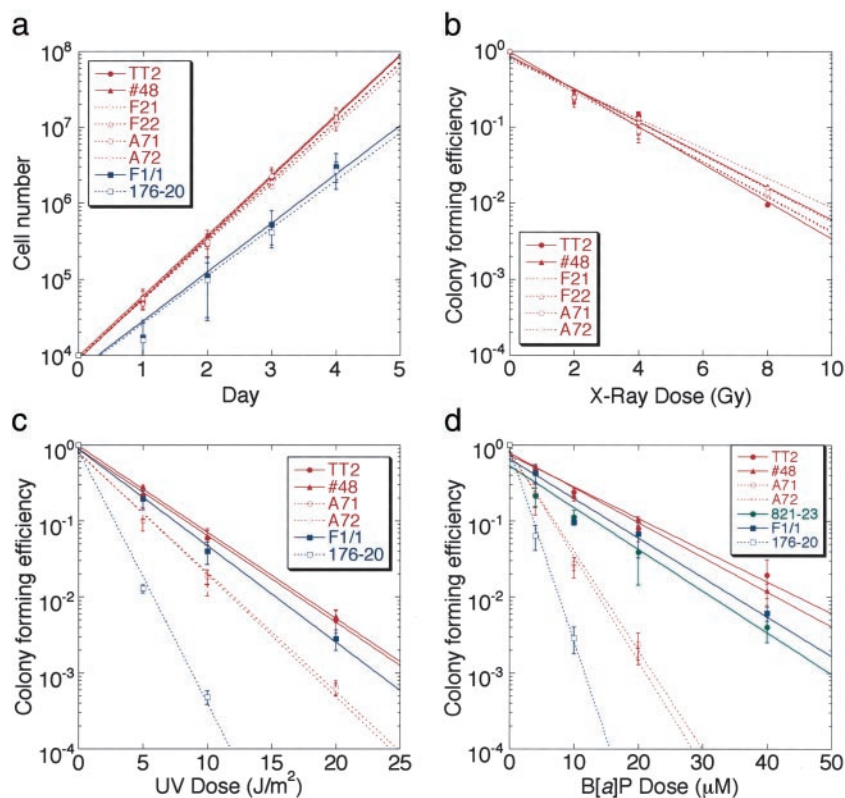 a
10^8
10^7
10^6
10^5
10^4
Cell number
TT2
#48
F21
F22
A71
A72
F1/1
176-20
0 1 2 3 4 5
Day
b
10^0
10^-1
10^-2
10^-3
10^-4
Colony forming efficiency
TT2
#48
F21
F22
A71
A72
0 2 4 6 8 10
X-Ray Dose (Gy)
c
10^0
10^-1
10^-2
10^-3
10^-4
Colony forming efficiency
TT2
#48
A71
A72
F1/1
176-20
0 5 10 15 20 25
UV Dose (J/m²)
d
10^0
10^-1
10^-2
10^-3
10^-4
Colony forming efficiency
TT2
#48
A71
A72
821-23
F1/1
176-20
0 10 20 30 40 50
B[a]P Dose (μM)